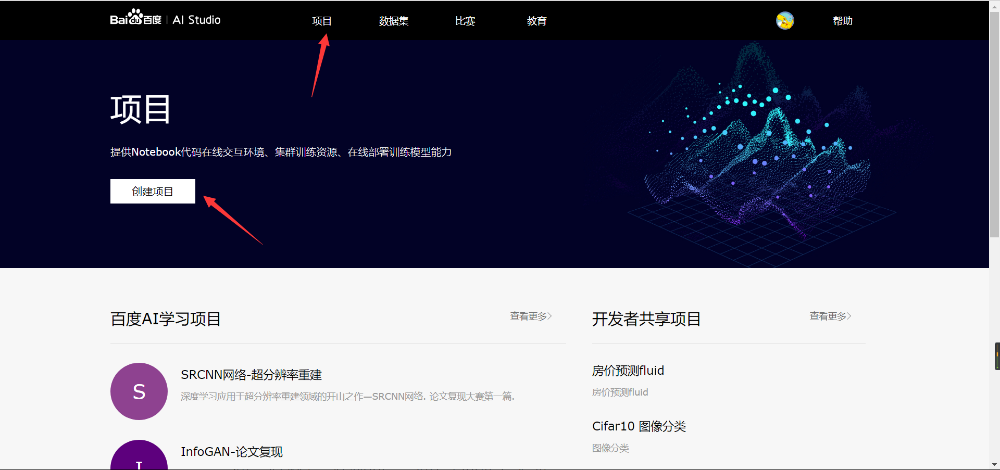 Bai du 百度 | AI Studio 项目 数据集 比赛 教育 帮助
项目
提供Notebook代码在线交互环境、集群训练资源、在线部署训练模型能力
创建项目
百度AI学习项目 查看更多>
S
SRCNN网络-超分辨率重建
深度学习应用于超分辨率重建领域的开山之作—SRCNN网络. 论文复现大赛第一篇.
I
InfoGAN-论文复现
开发者共享项目 查看更多>
房价预测fluid
房价预测fluid
Cifar10 图像分类
图像分类